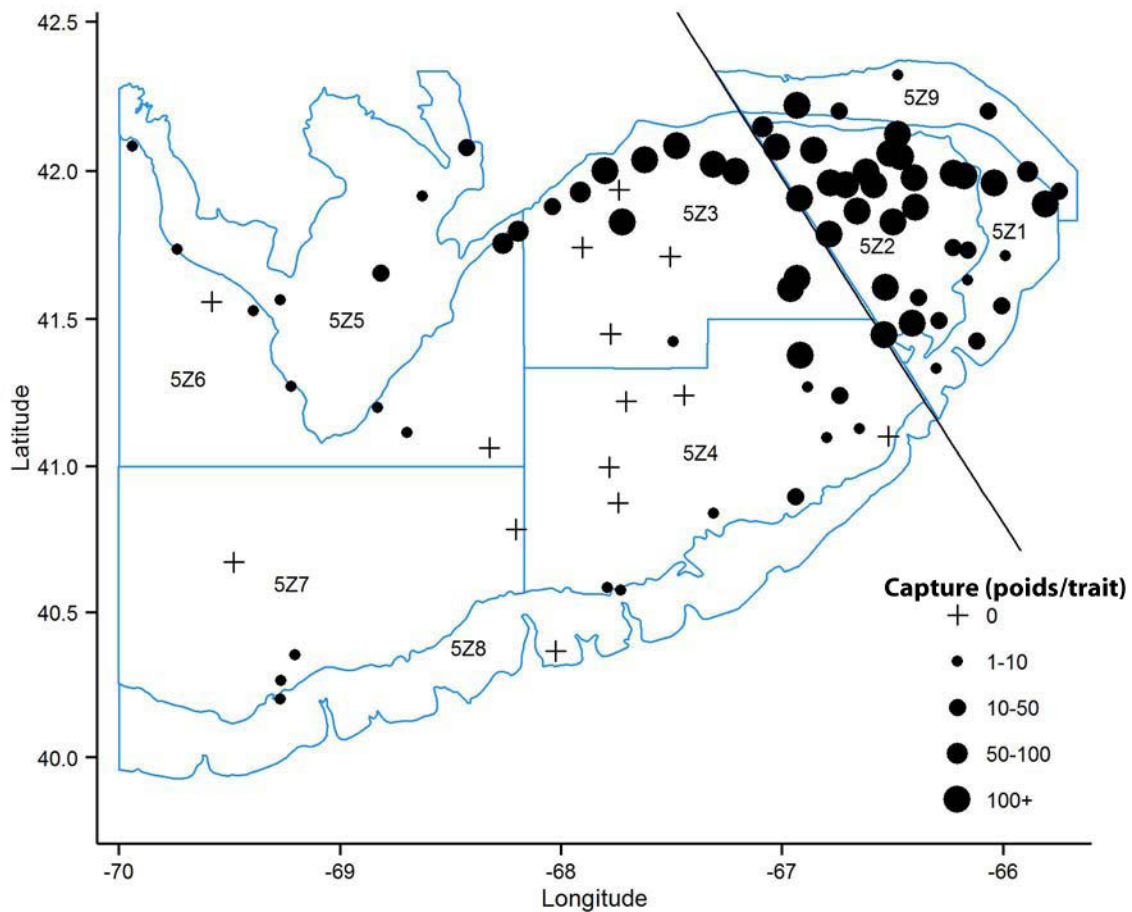 42.5
42.0
41.5
41.0
40.5
40.0
Latitude
5Z9
5Z3
5Z1
5Z2
5Z5
5Z6
5Z4
5Z7
5Z8
Capture (poids/trait)
0
1-10
10-50
50-100
100+
-70 -69 -68 -67 -66
Longitude